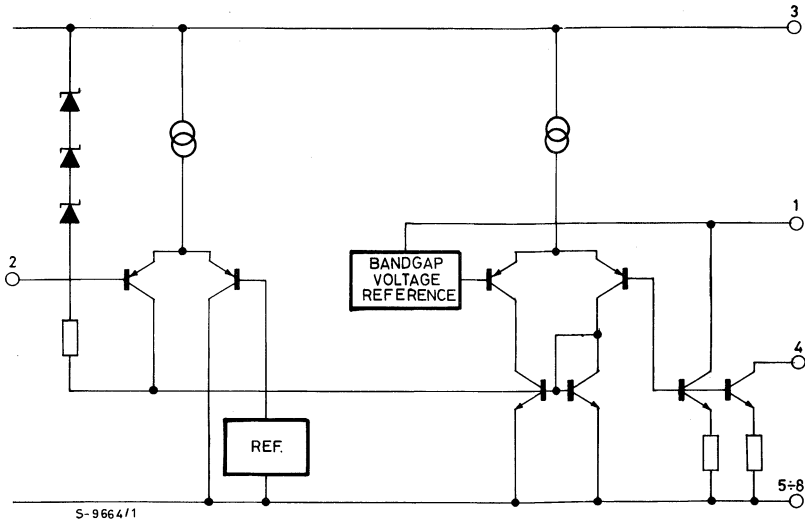 3
1
2
BANDGAP
VOLTAGE
REFERENCE
4
REF.
5÷8
S-9664/1